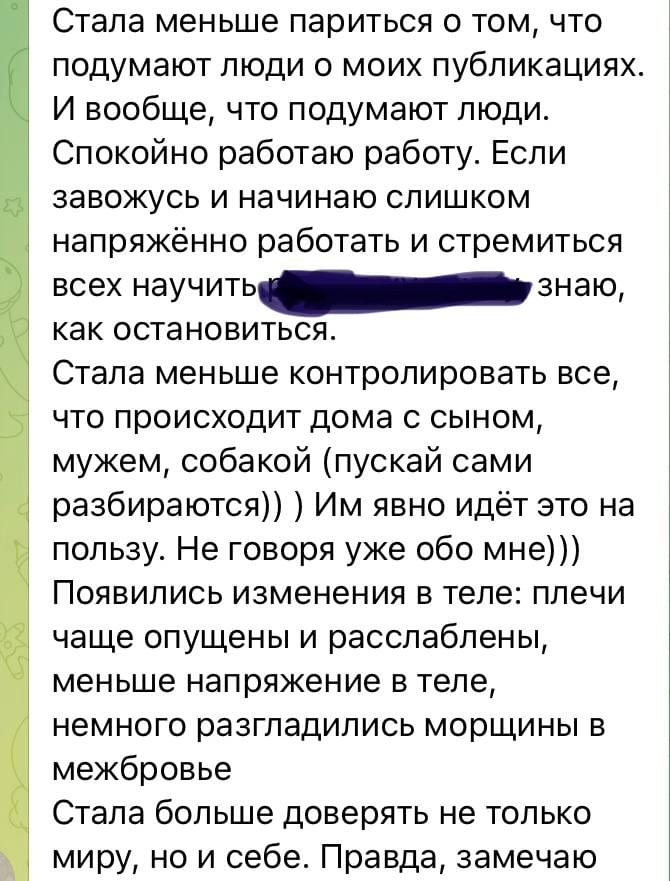 Стала меньше париться о том, что
подумают люди о моих публикациях.
И вообще, что подумают люди.
Спокойно работаю работу. Если
завожусь и начинаю слишком
напряжённо работать и стремиться
всех научить знаю,
как остановиться.
Стала меньше контролировать все,
что происходит дома с сыном,
мужем, собакой (пускай сами
разбираются)) ) Им явно идёт это на
пользу. Не говоря уже обо мне)))
Появились изменения в теле: плечи
чаще опущены и расслаблены,
меньше напряжение в теле,
немного разгладились морщины в
межбровье
Стала больше доверять не только
миру, но и себе. Правда, замечаю